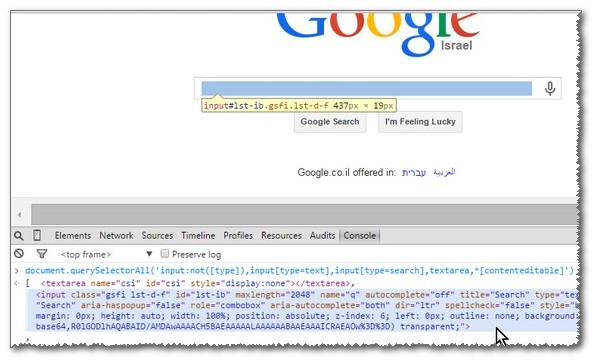 Google
Israel
input#lst-ib.gsfi.lst-d-f 437px × 19px
Google Search I'm Feeling Lucky
Google.co.il offered in: עברית العربية
Elements Network Sources Timeline Profiles Resources Audits Console
<top frame> ▼ Preserve log
> document.querySelectorAll('input:not([type]),input[type=text],input[type=search],textarea,*[contenteditable]')
< [ <textarea name="csi" id="csi" style="display:none"></textarea>,
<input class="gsfi lst-d-f" id="lst-ib" maxlength="2048" name="q" autocomplete="off" title="Search" type="tex
"Search" aria-haspopup="false" role="combobox" aria-autocomplete="both" dir="ltr" spellcheck="false" style=
margin: 0px; height: auto; width: 100%; position: absolute; z-index: 6; left: 0px; outline: none; background:
base64,R0lGODlhAQABAID/AMDAwAAAACH5BAEAAAAALAAAAAABAAEAAAICRAEAOw%3D%3D) transparent;">